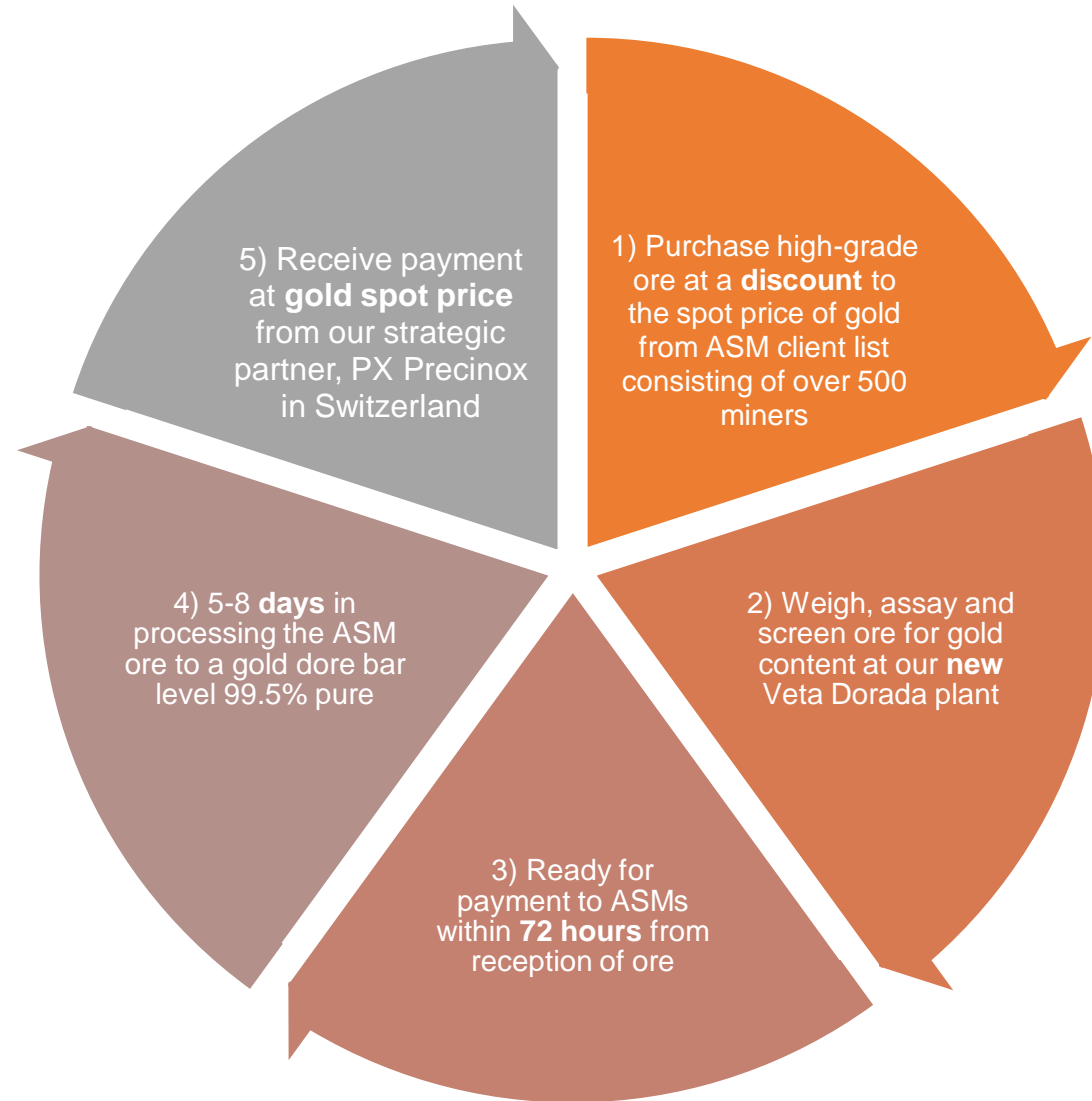 1) Purchase high-grade
ore at a discount to
the spot price of gold
from ASM client list
consisting of over 500
miners
2) Weigh, assay and
screen ore for gold
content at our new
Veta Dorada plant
3) Ready for
payment to ASMs
within 72 hours from
reception of ore
4) 5-8 days in
processing the ASM
ore to a gold dore bar
level 99.5% pure
5) Receive payment
at gold spot price
from our strategic
partner, PX Precinox
in Switzerland